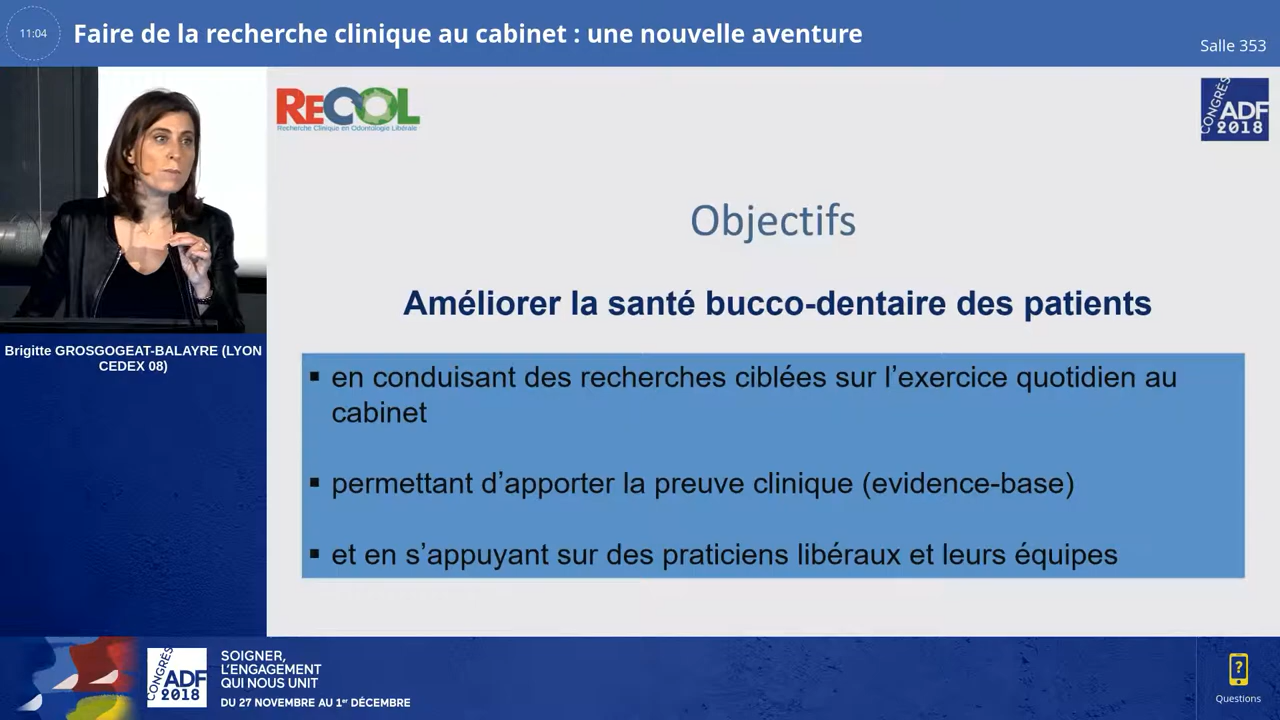 11:04
Faire de la recherche clinique au cabinet : une nouvelle aventure
Salle 353
RECOL
Recherche Clinique en Odontologie Libérale
CONGRÈS
ADF
2018
Objectifs
Améliorer la santé bucco-dentaire des patients
▪ en conduisant des recherches ciblées sur l’exercice quotidien au
cabinet
▪ permettant d’apporter la preuve clinique (evidence-base)
▪ et en s’appuyant sur des praticiens libéraux et leurs équipes
Brigitte GROSGOGEAT-BALAYRE (LYON
CEDEX 08)
CONGRÈS
ADF
2018
SOIGNER,
L’ENGAGEMENT
QUI NOUS UNIT
DU 27 NOVEMBRE AU 1er DÉCEMBRE
?
Questions